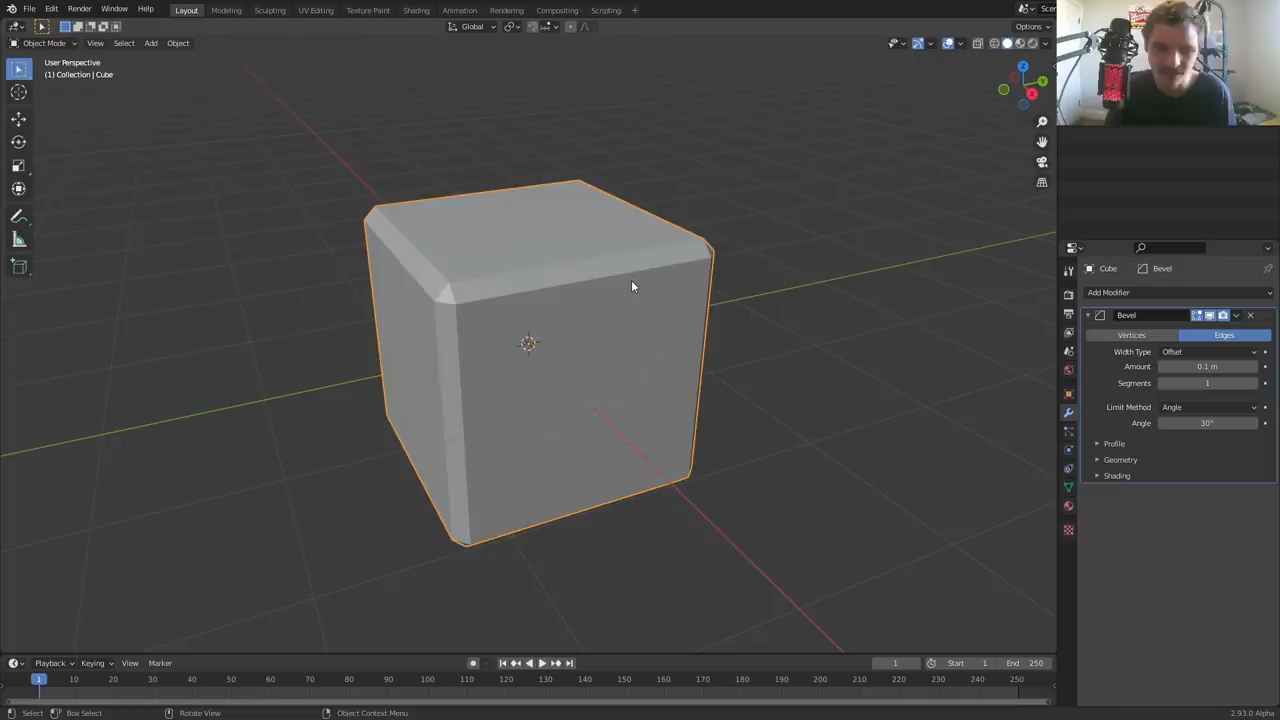 File Edit Render Window Help Layout Modeling Sculpting UV Editing Texture Paint Shading Animation Rendering Compositing Scripting + Scen
Global Options
Object Mode View Select Add Object
User Perspective
(1) Collection | Cube
Z
Y
X
Cube Bevel
Add Modifier
Bevel
Vertices Edges
Width Type Offset
Amount 0.1 m
Segments 1
Limit Method Angle
Angle 30°
Profile
Geometry
Shading
Playback Keying View Marker 1 Start 1 End 250
1 10 20 30 40 50 60 70 80 90 100 110 120 130 140 150 160 170 180 190 200 210 220 230 240 250
Select Box Select Rotate View Object Context Menu 2.93.0 Alpha